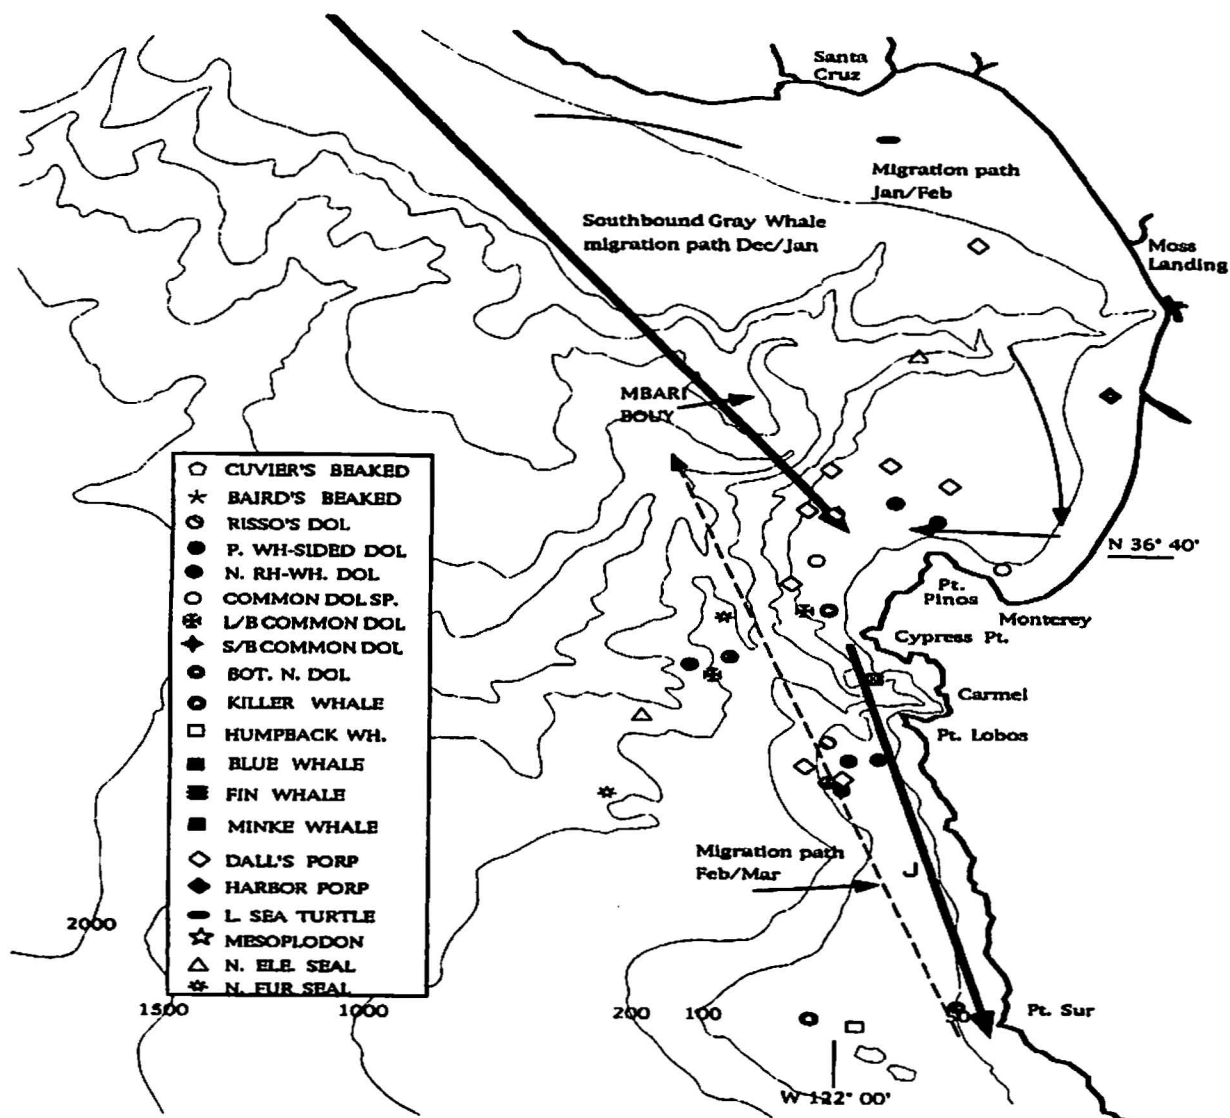 Santa
Cruz
Migration path
Jan/Feb
Southbound Gray Whale
migration path Dec/Jan
Moss
Landing
MBARI
BOUY
N 36° 40'
Pt.
Pinos
Monterey
Cypress Pt.
Carmel
Pt. Lobos
CUVIER'S BEAKED
BAIRD'S BEAKED
RISSO'S DOL
P. WH-SIDED DOL
N. RH-WH. DOL
COMMON DOL SP.
L/B COMMON DOL
S/B COMMON DOL
BOT. N. DOL
KILLER WHALE
HUMPBACK WH.
BLUE WHALE
FIN WHALE
MINKE WHALE
DALL'S PORP
HARBOR PORP
L. SEA TURTLE
MESOPLODON
N. ELE. SEAL
N. FUR SEAL
Migration path
Feb/Mar
2000
1500
1000
200
100
50
Pt. Sur
W 122° 00'